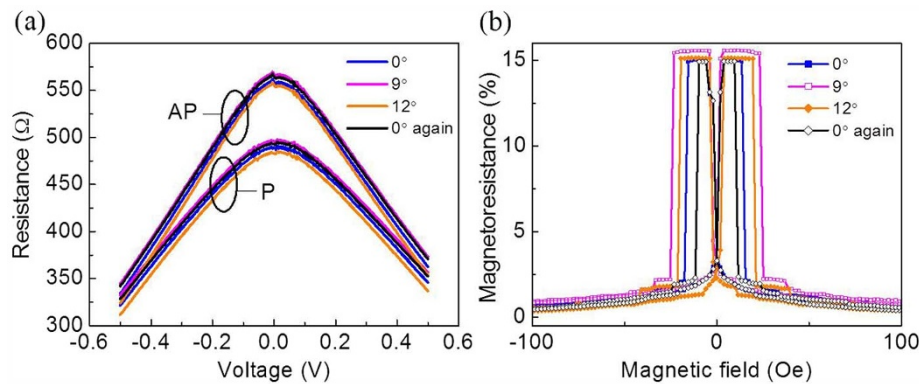 (a)
600
550
500
450
400
350
300
Resistance (Ω)
AP
P
0°
9°
12°
0° again
-0.6 -0.4 -0.2 0.0 0.2 0.4 0.6
Voltage (V)
(b)
15
10
5
0
Magnetoresistance (%)
0°
9°
12°
0° again
-100 0 100
Magnetic field (Oe)